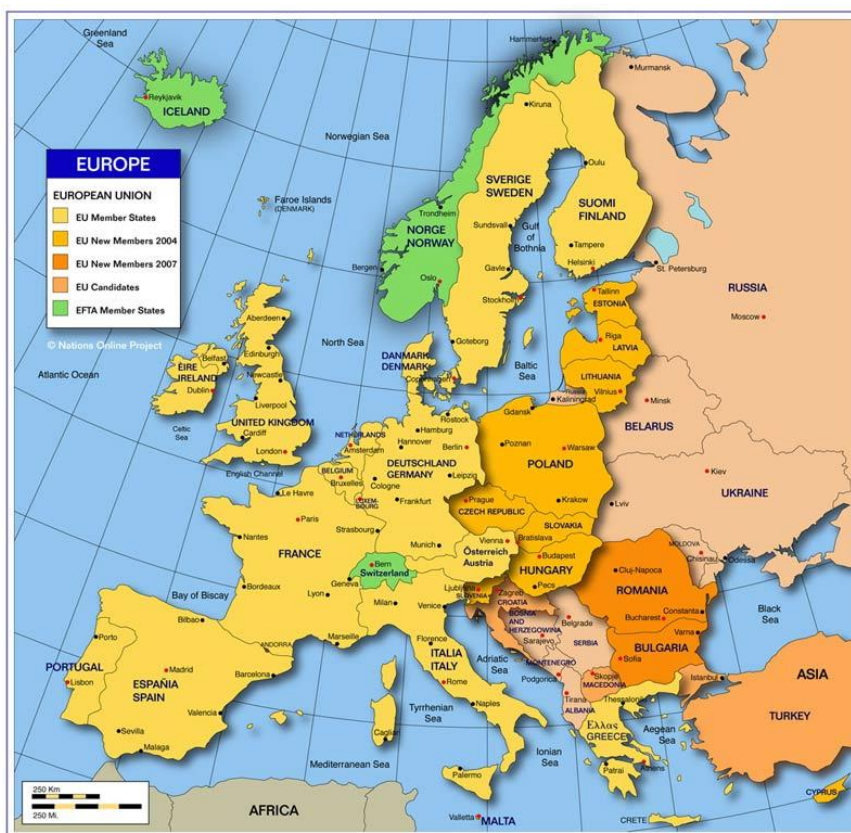 Greenland
Sea
Hammerfest
Murmansk
Reykjavik
ICELAND
Kiruna
Norwegian Sea
EUROPE
EUROPEAN UNION
EU Member States
EU New Members 2004
EU New Members 2007
EU Candidates
EFTA Member States
© Nations Online Project
Oulu
SVERIGE
SWEDEN
SUOMI
FINLAND
Faroe Islands
(DENMARK)
Trondheim
NORGE
NORWAY
Sundsvall
Gulf
of
Bothnia
Tampere
Helsinki
Bergen
Oslo
Gavle
Stockholm
St. Petersburg
Tallinn
ESTONIA
RUSSIA
Moscow
Aberdeen
North Sea
Goteborg
Riga
LATVIA
Atlantic Ocean
Edinburgh
Belfast
ÉIRE
IRELAND
Newcastle
Dublin
Liverpool
DANMARK
DENMARK
Copenhagen
Baltic
Sea
LITHUANIA
Vilnius
Russia
Kaliningrad
Minsk
BELARUS
Celtic
Sea
UNITED KINGDOM
Cardiff
London
English Channel
NETHERLANDS
Amsterdam
Rostock
Hamburg
Hannover
Berlin
Gdansk
Poznan
Warsaw
POLAND
BELGIUM
Bruxelles
Cologne
DEUTSCHLAND
GERMANY
Leipzig
Kiev
UKRAINE
Le Havre
LUXEM-
BOURG
Frankfurt
Prague
CZECH REPUBLIC
Krakow
Lviv
Paris
Strasbourg
SLOVAKIA
Nantes
Munich
Vienna
Bratislava
Österreich
Austria
FRANCE
Bern
Switzerland
Geneva
Budapest
HUNGARY
Pecs
MOLDOVA
Chisinau
Odessa
Cluj-Napoca
ROMANIA
Bay of Biscay
Bordeaux
Lyon
Milan
Venice
Ljubljana
SLOVENIA
Zagreb
CROATIA
BOSNIA
AND
HERZEGOWINA
Sarajevo
Belgrade
SERBIA
Bucharest
Constanta
Black
Sea
Bilbao
Porto
ANDORRA
Marseille
Florence
ITALIA
ITALY
Adriatic
Sea
MONTENEGRO
Podgorica
Varna
BULGARIA
Sofia
PORTUGAL
Lisbon
Madrid
ESPAÑIA
SPAIN
Barcelona
Rome
Skopje
MACEDONIA
Tirana
ALBANIA
Istanbul
ASIA
TURKEY
Valencia
Naples
Tyrrhenian
Sea
Thessaloniki
Ελλας
GREECE
Aegean
Sea
Sevilla
Malaga
Cagliari
Mediterranean Sea
Palermo
Ionian
Sea
Patrai
Athens
250 Km
250 Mi.
AFRICA
Valletta
MALTA
CRETE
CYPRUS